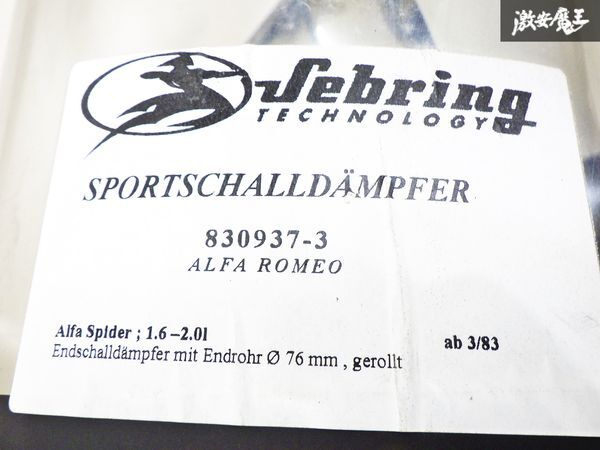 激安魔王
Sebring
TECHNOLOGY
SPORTSCHALLDÄMPFER
830937-3
ALFA ROMEO
Alfa Spider ; 1.6–2.0l ab 3/83
Endschalldämpfer mit Endrohr Ø 76 mm , gerollt